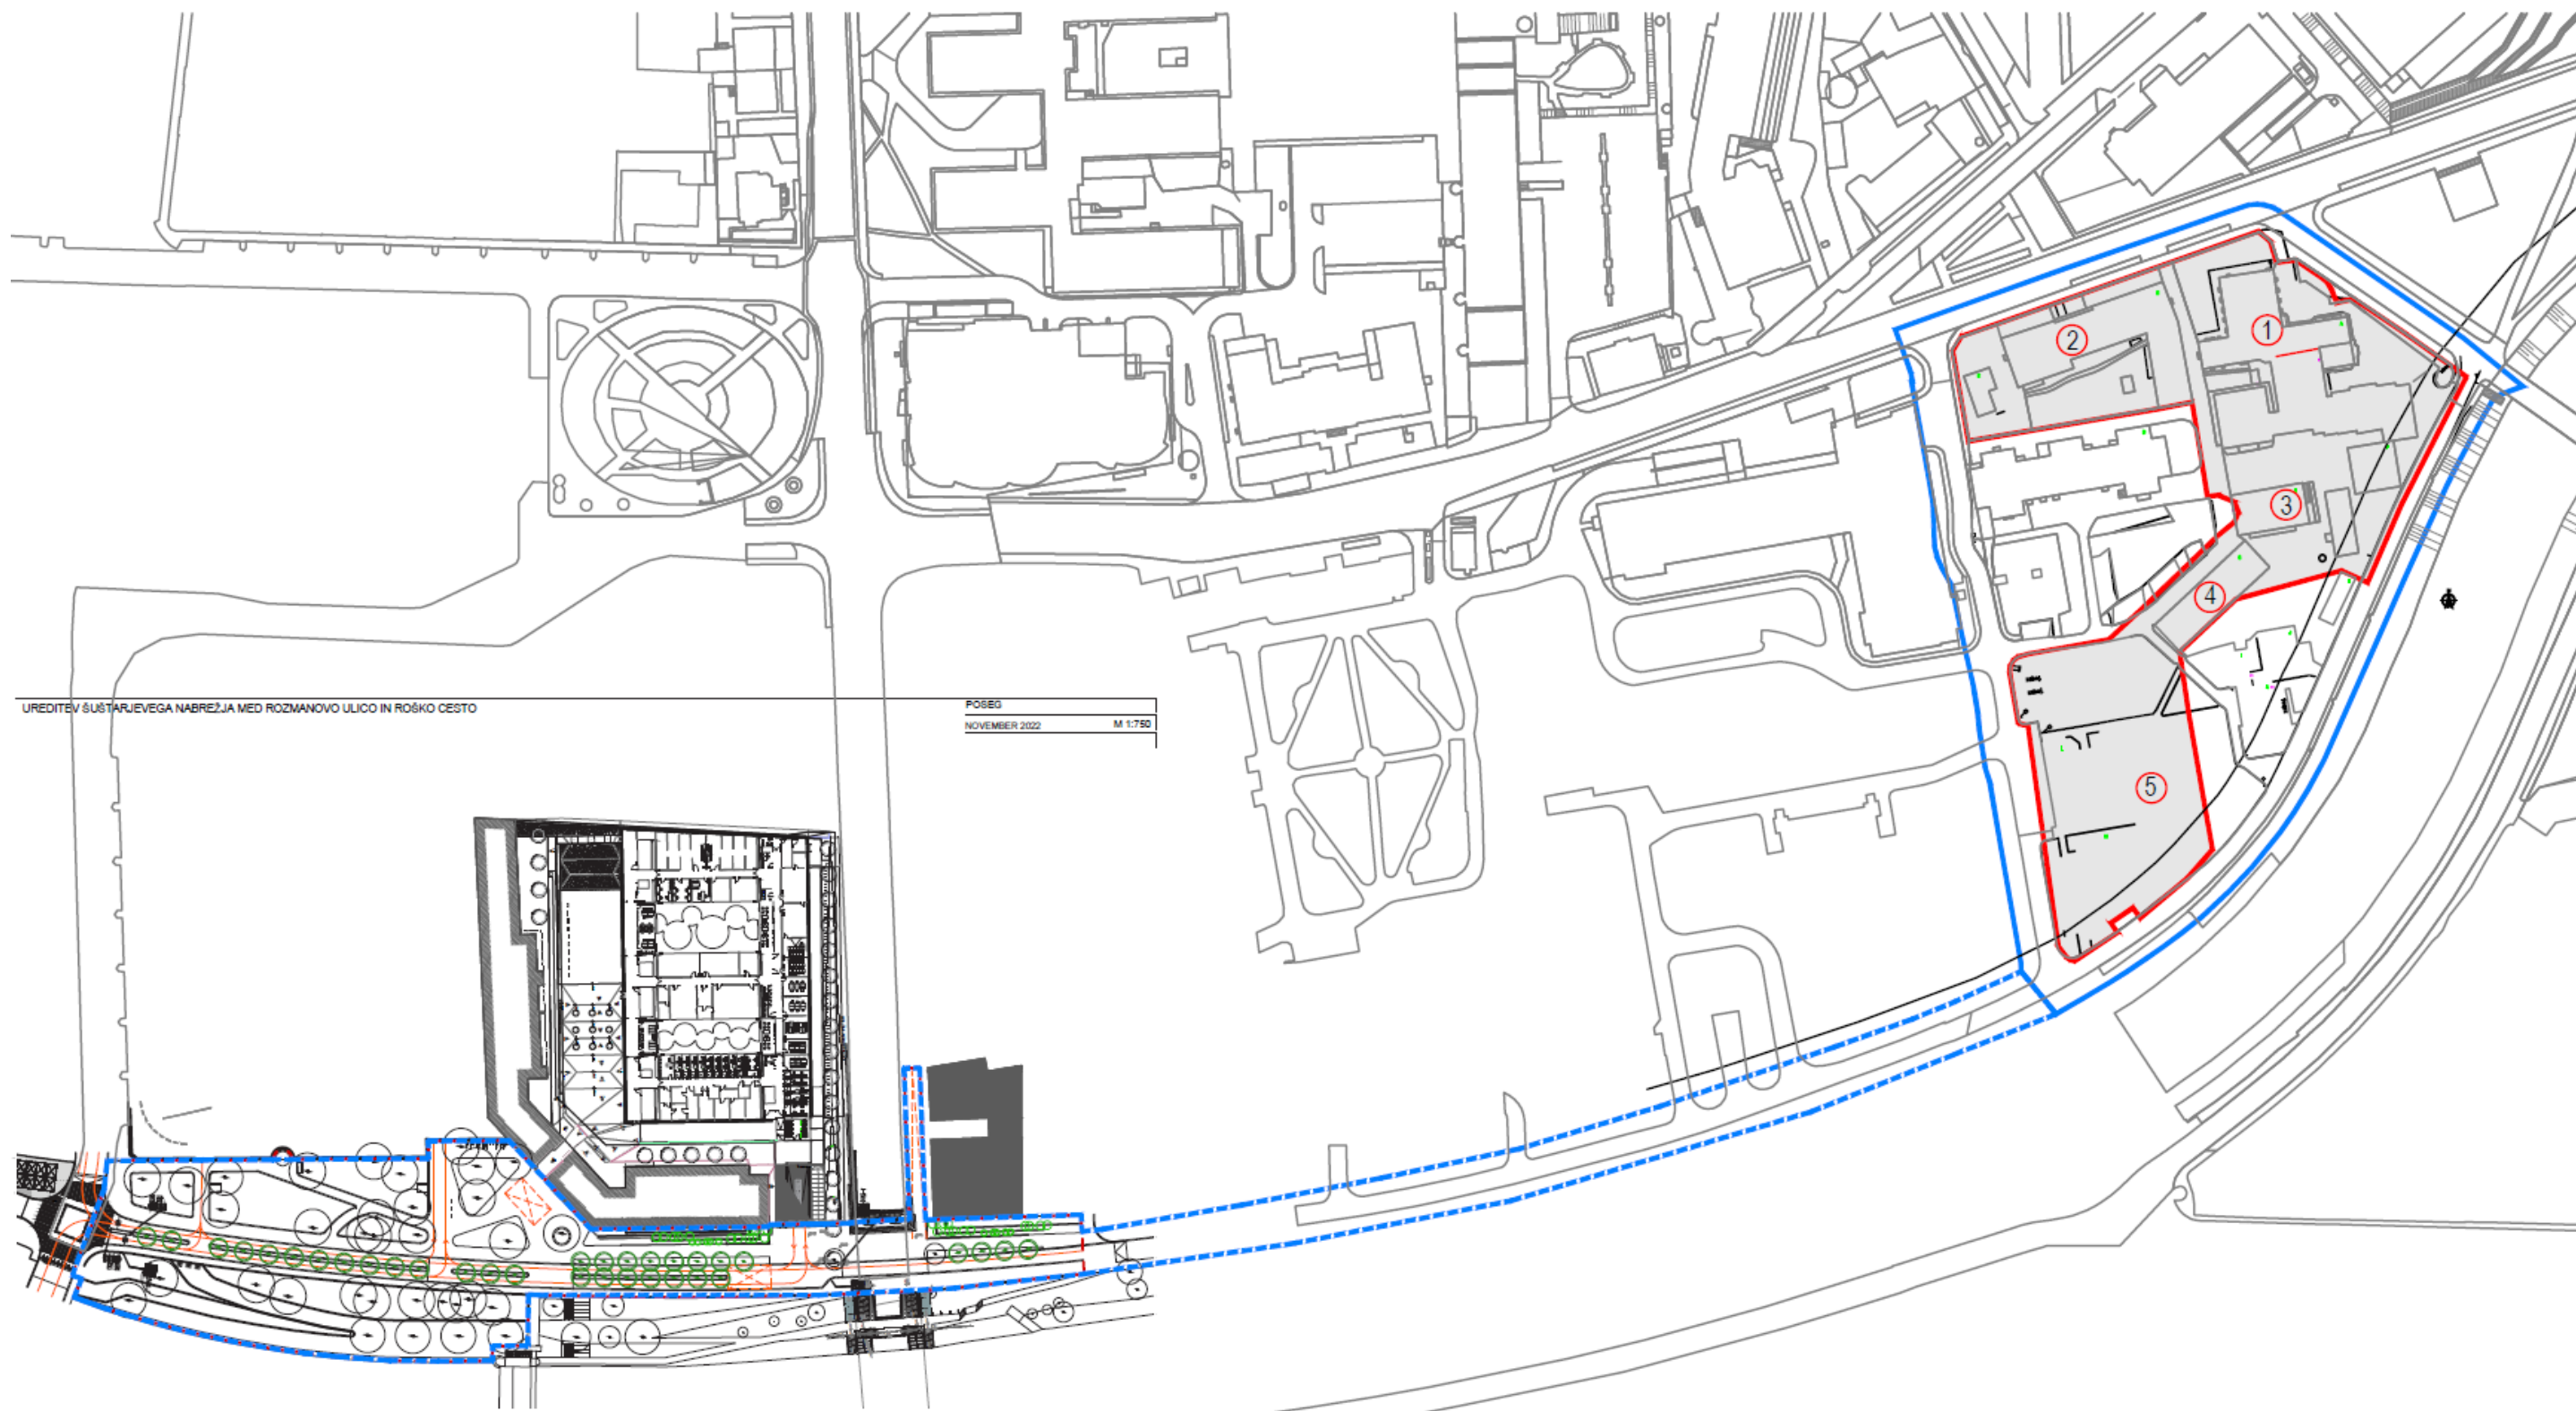 1
2
3
4
5
UREDITEV ŠUŠTARJEVEGA NABREŽJA MED ROZMANOVO ULICO IN ROŠKO CESTO
POSEG
NOVEMBER 2022 M 1:750